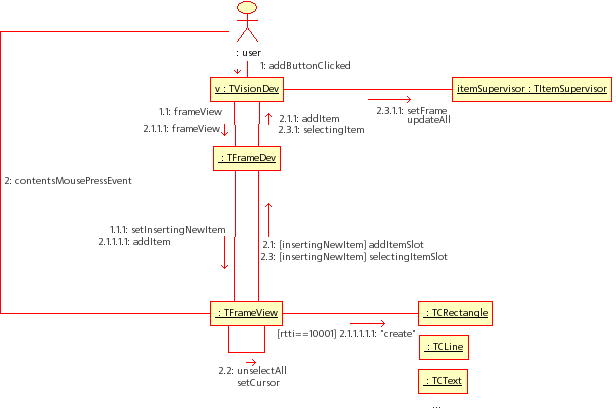 : user
1: addButtonClicked
v : TVisionDev
itemSupervisor : TItemSupervisor
1.1: frameView
2.1.1.1: frameView
2.1.1: addItem
2.3.1: selectingItem
2.3.1.1: setFrame
updateAll
: TFrameDev
2: contentsMousePressEvent
1.1.1: setInsertingNewItem
2.1.1.1.1: addItem
2.1: [insertingNewItem] addItemSlot
2.3: [insertingNewItem] selectingItemSlot
: TFrameView
: TCRectangle
[rtti==10001] 2.1.1.1.1.1: "create"
: TCLine
2.2: unselectAll
setCursor
: TCText
...